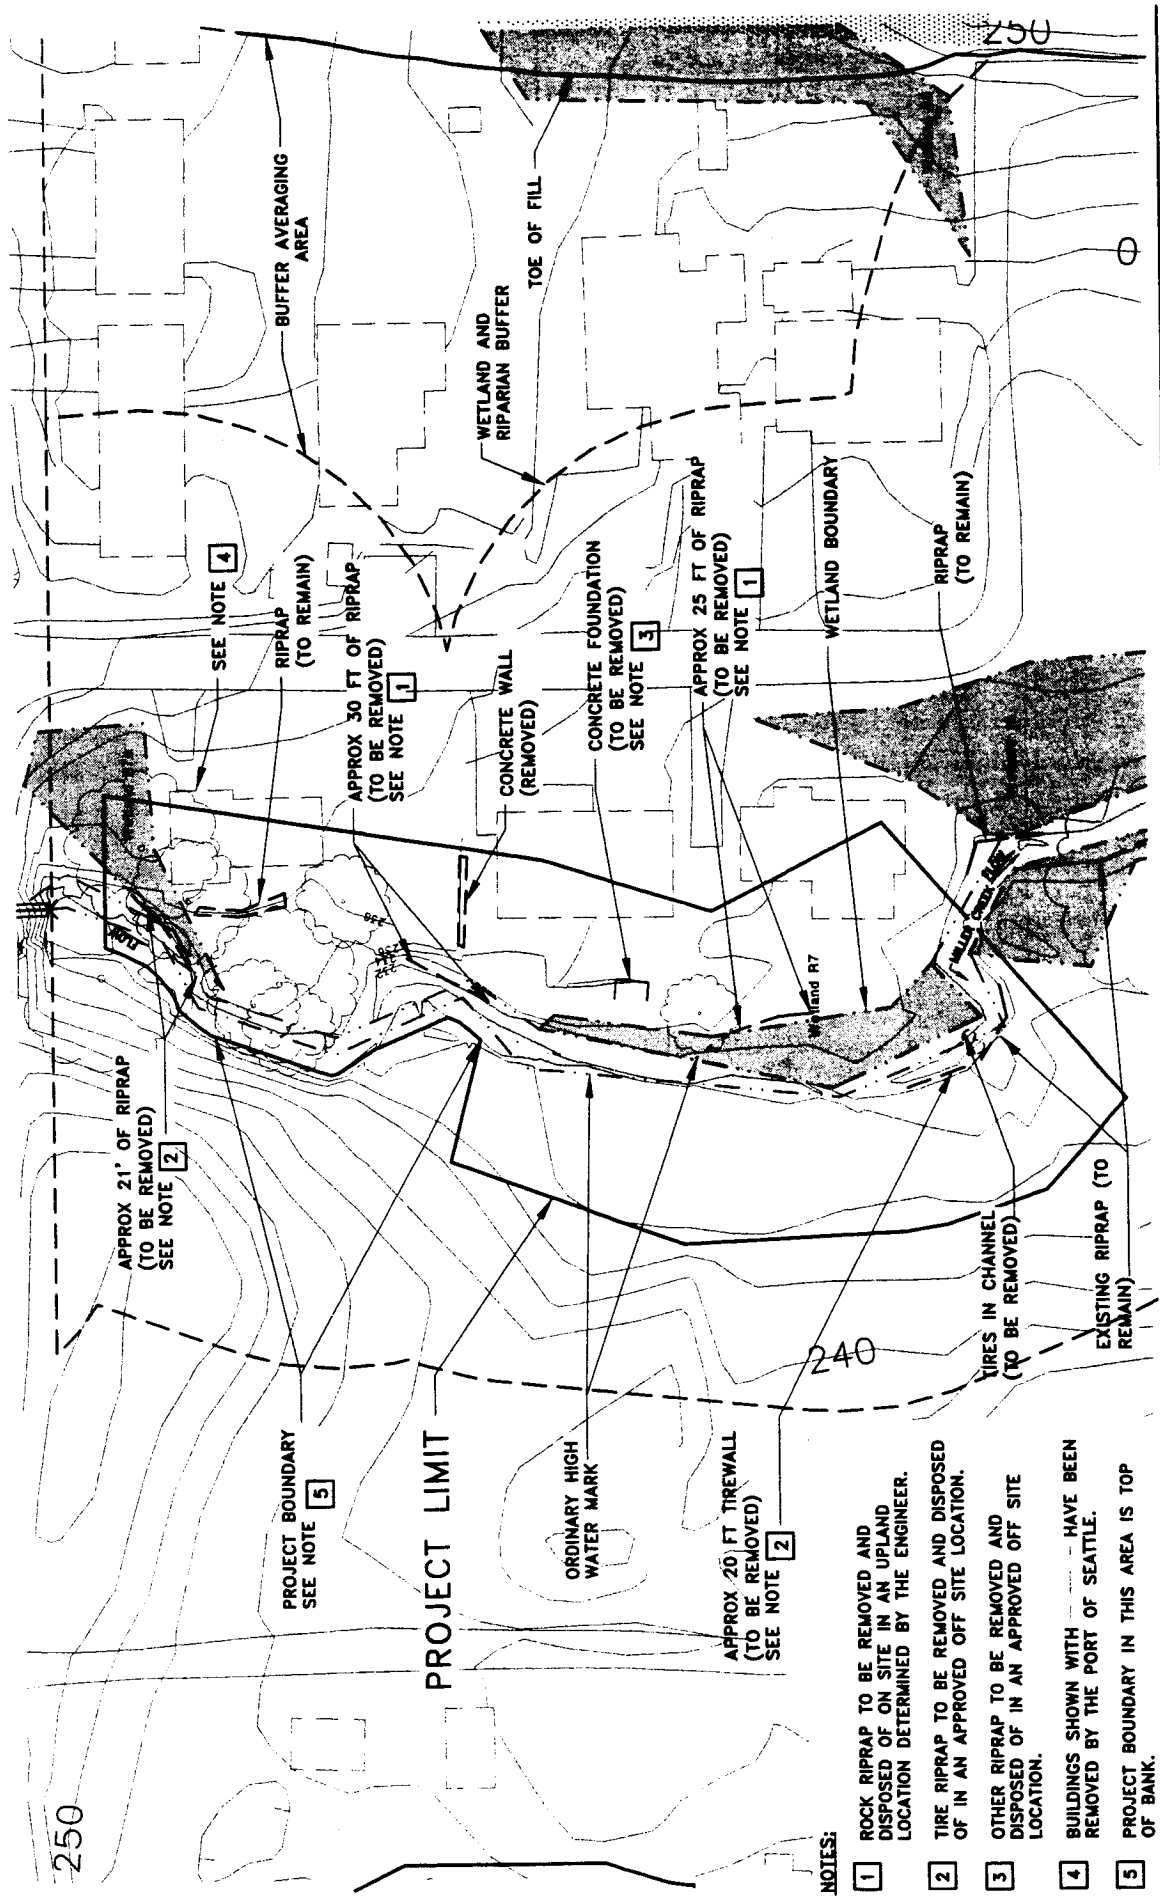 250
BUFFER AVERAGING
AREA
TOE OF FILL
WETLAND AND
RIPARIAN BUFFER
SEE NOTE 4
RIPRAP
(TO REMAIN)
APPROX 30 FT OF RIPRAP
(TO BE REMOVED)
SEE NOTE 1
CONCRETE WALL
(REMOVED)
CONCRETE FOUNDATION
(TO BE REMOVED)
SEE NOTE 3
APPROX 25 FT OF RIPRAP
(TO BE REMOVED)
SEE NOTE 1
WETLAND BOUNDARY
RIPRAP
(TO REMAIN)
0
FLOW
238
232
Wetland R7
MILLER CREEK FLOW
APPROX 21' OF RIPRAP
(TO BE REMOVED)
SEE NOTE 2
PROJECT BOUNDARY
SEE NOTE 5
PROJECT LIMIT
ORDINARY HIGH
WATER MARK
APPROX 20 FT TIREWALL
(TO BE REMOVED)
SEE NOTE 2
240
TIRES IN CHANNEL
(TO BE REMOVED)
EXISTING RIPRAP (TO
REMAIN)
250
NOTES:
1 ROCK RIPRAP TO BE REMOVED AND
DISPOSED OF ON SITE IN AN UPLAND
LOCATION DETERMINED BY THE ENGINEER.
2 TIRE RIPRAP TO BE REMOVED AND DISPOSED
OF IN AN APPROVED OFF SITE LOCATION.
3 OTHER RIPRAP TO BE REMOVED AND
DISPOSED OF IN AN APPROVED OFF SITE
LOCATION.
4 BUILDINGS SHOWN WITH -- -- -- HAVE BEEN
REMOVED BY THE PORT OF SEATTLE.
5 PROJECT BOUNDARY IN THIS AREA IS TOP
OF BANK.